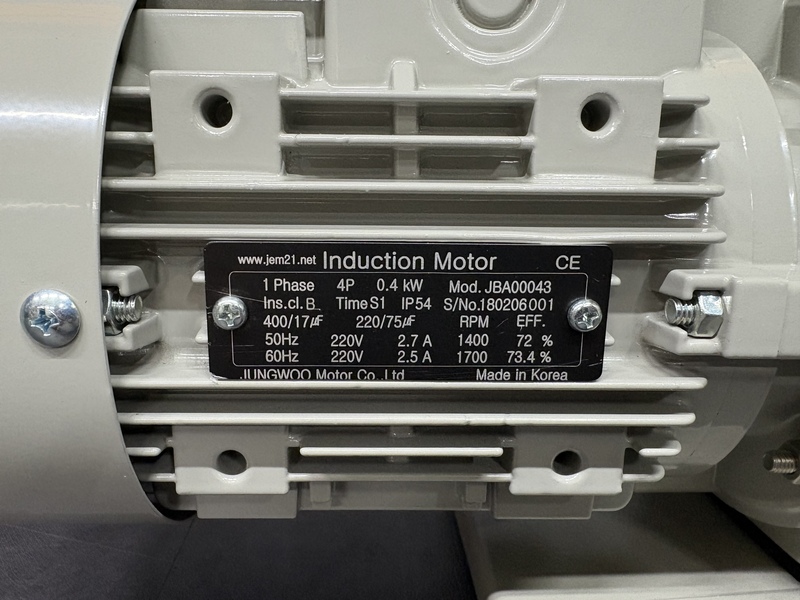 www.jem21.net Induction Motor CE
1 Phase 4P 0.4 kW Mod. JBA00043
Ins.cl. B Time S1 IP54 S/No.180206001
400/17㎌ 220/75㎌ RPM EFF.
50Hz 220V 2.7 A 1400 72 %
60Hz 220V 2.5 A 1700 73.4 %
JUNGWOO Motor Co.,Ltd Made in Korea